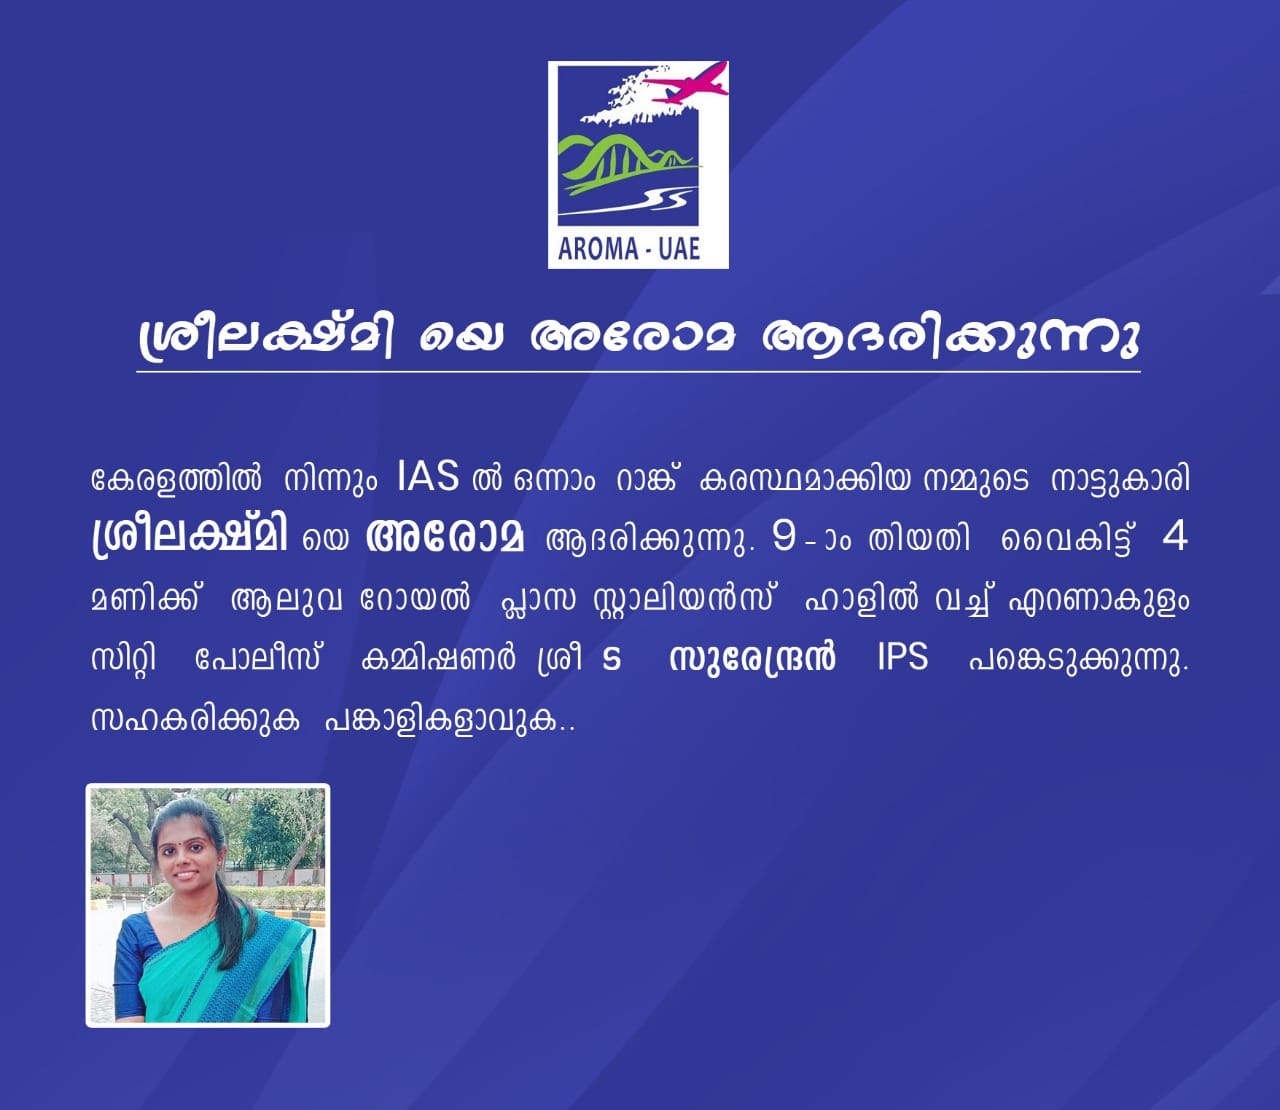 AROMA - UAE
ശ്രീലക്ഷ്മി യെ അരോമ ആദരിക്കുന്നു
കേരളത്തിൽ നിന്നും IAS ൽ ഒന്നാം റാങ്ക് കരസ്ഥമാക്കിയ നമ്മുടെ നാട്ടുകാരി
ശ്രീലക്ഷ്മി യെ അരോമ ആദരിക്കുന്നു. 9-ാം തിയതി വൈകിട്ട് 4
മണിക്ക് ആലുവ റോയൽ പ്ലാസ സ്റ്റാലിയൻസ് ഹാളിൽ വച്ച് എറണാകുളം
സിറ്റി പോലീസ് കമ്മിഷണർ ശ്രീ s സുരേന്ദ്രൻ IPS പങ്കെടുക്കുന്നു.
സഹകരിക്കുക പങ്കാളികളാവുക..